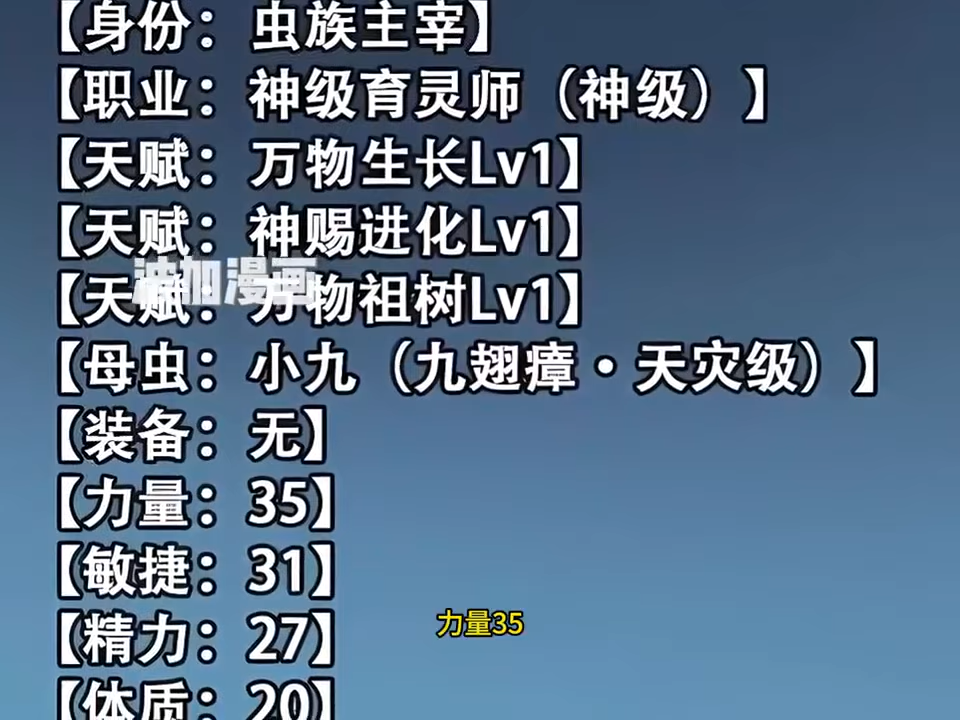 【身份：虫族主宰】
【职业：神级育灵师（神级）】
【天赋：万物生长Lv1】
【天赋：神赐进化Lv1】
【天赋：万物祖树Lv1】
【母虫：小九（九翅瘴·天灾级）】
【装备：无】
【力量：35】
【敏捷：31】
【精力：27】
力量35
【体质：20】